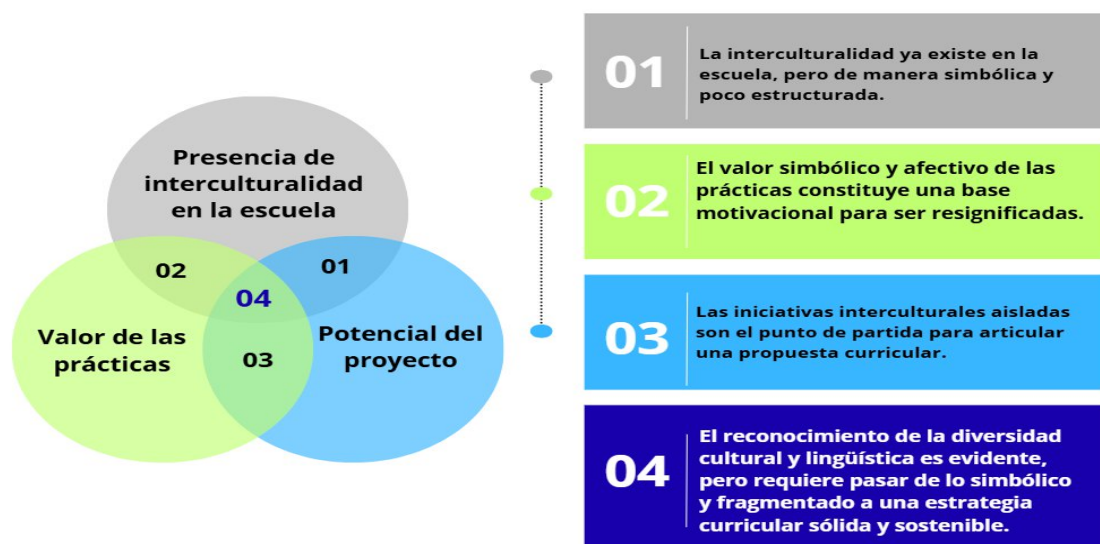 Presencia de
interculturalidad
en la escuela
02
01
04
Valor de las
prácticas
03
Potencial del
proyecto
01
La interculturalidad ya existe en la
escuela, pero de manera simbólica y
poco estructurada.
02
El valor simbólico y afectivo de las
prácticas constituye una base
motivacional para ser resignificadas.
03
Las iniciativas interculturales aisladas
son el punto de partida para articular
una propuesta curricular.
04
El reconocimiento de la diversidad
cultural y lingüística es evidente,
pero requiere pasar de lo simbólico
y fragmentado a una estrategia
curricular sólida y sostenible.